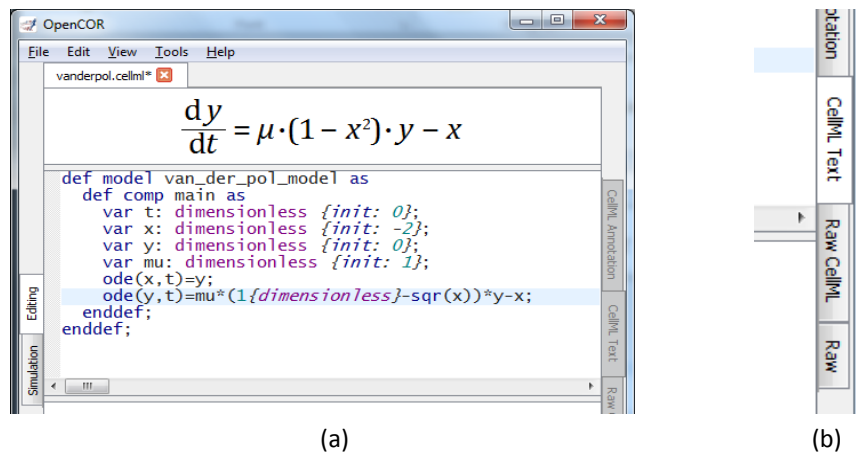 OpenCOR
File Edit View Tools Help
vanderpol.cellml*
dy/dt = μ·(1 − x²)·y − x
def model van_der_pol_model as
def comp main as
var t: dimensionless {init: 0};
var x: dimensionless {init: -2};
var y: dimensionless {init: 0};
var mu: dimensionless {init: 1};
ode(x,t)=y;
ode(y,t)=mu*(1{dimensionless}-sqr(x))*y-x;
enddef;
enddef;
Editing
Simulation
CellML Annotation
CellML Text
Raw
(a)
otation
CellML Text
Raw CellML
Raw
(b)